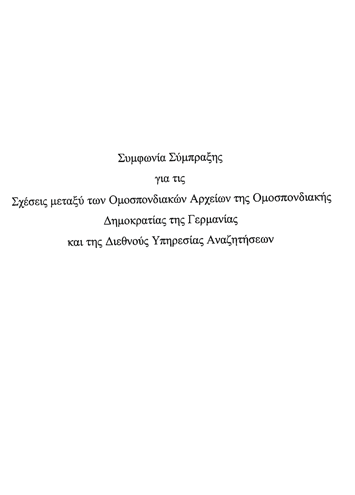 Συμφωνία Σύμπραξης
για τις
Σχέσεις μεταξύ των Ομοσπονδιακών Αρχείων της Ομοσπονδιακής
Δημοκρατίας της Γερμανίας
και της Διεθνούς Υπηρεσίας Αναζητήσεων